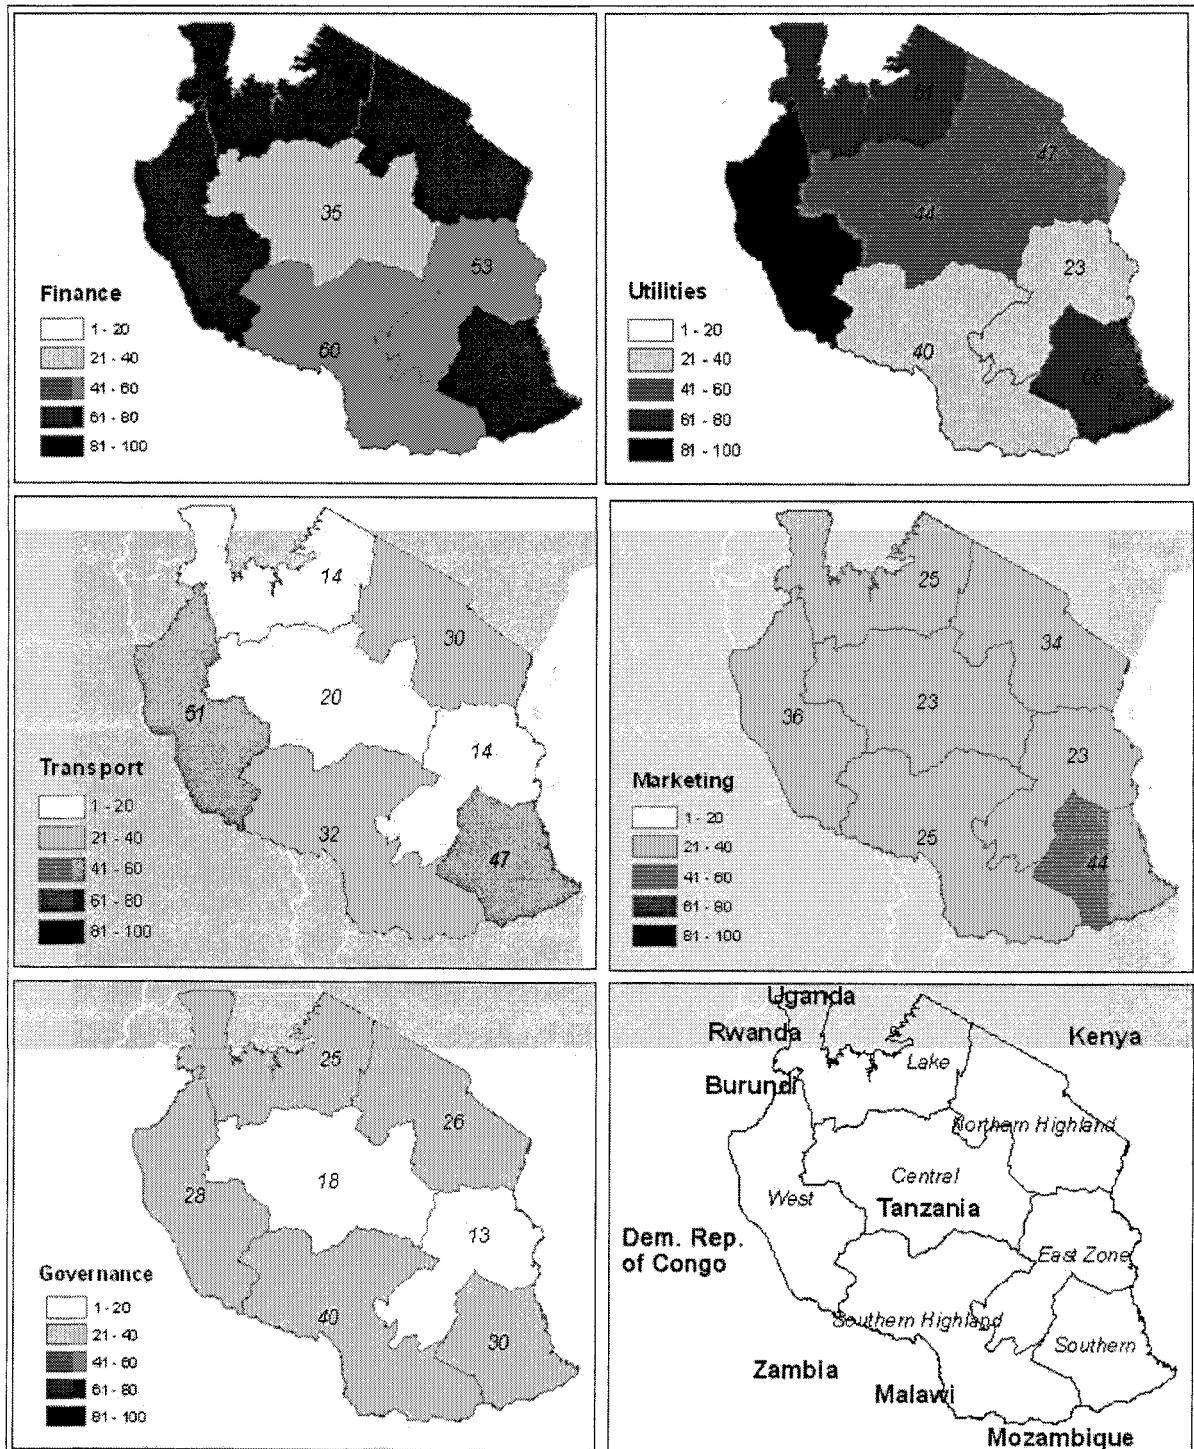 35
53
60
Finance
1 - 20
21 - 40
41 - 60
61 - 80
81 - 100
61
47
44
23
40
66
Utilities
1 - 20
21 - 40
41 - 60
61 - 80
81 - 100
14
30
20
61
14
32
47
Transport
1 - 20
21 - 40
41 - 60
61 - 80
81 - 100
25
34
36
23
23
25
44
Marketing
1 - 20
21 - 40
41 - 60
61 - 80
81 - 100
25
26
28
18
13
40
30
Governance
1 - 20
21 - 40
41 - 60
61 - 80
81 - 100
Uganda
Rwanda
Kenya
Lake
Burundi
Northern Highland
Central
West
Tanzania
Dem. Rep.
of Congo
East Zone
Southern Highland
Southern
Zambia
Malawi
Mozambique